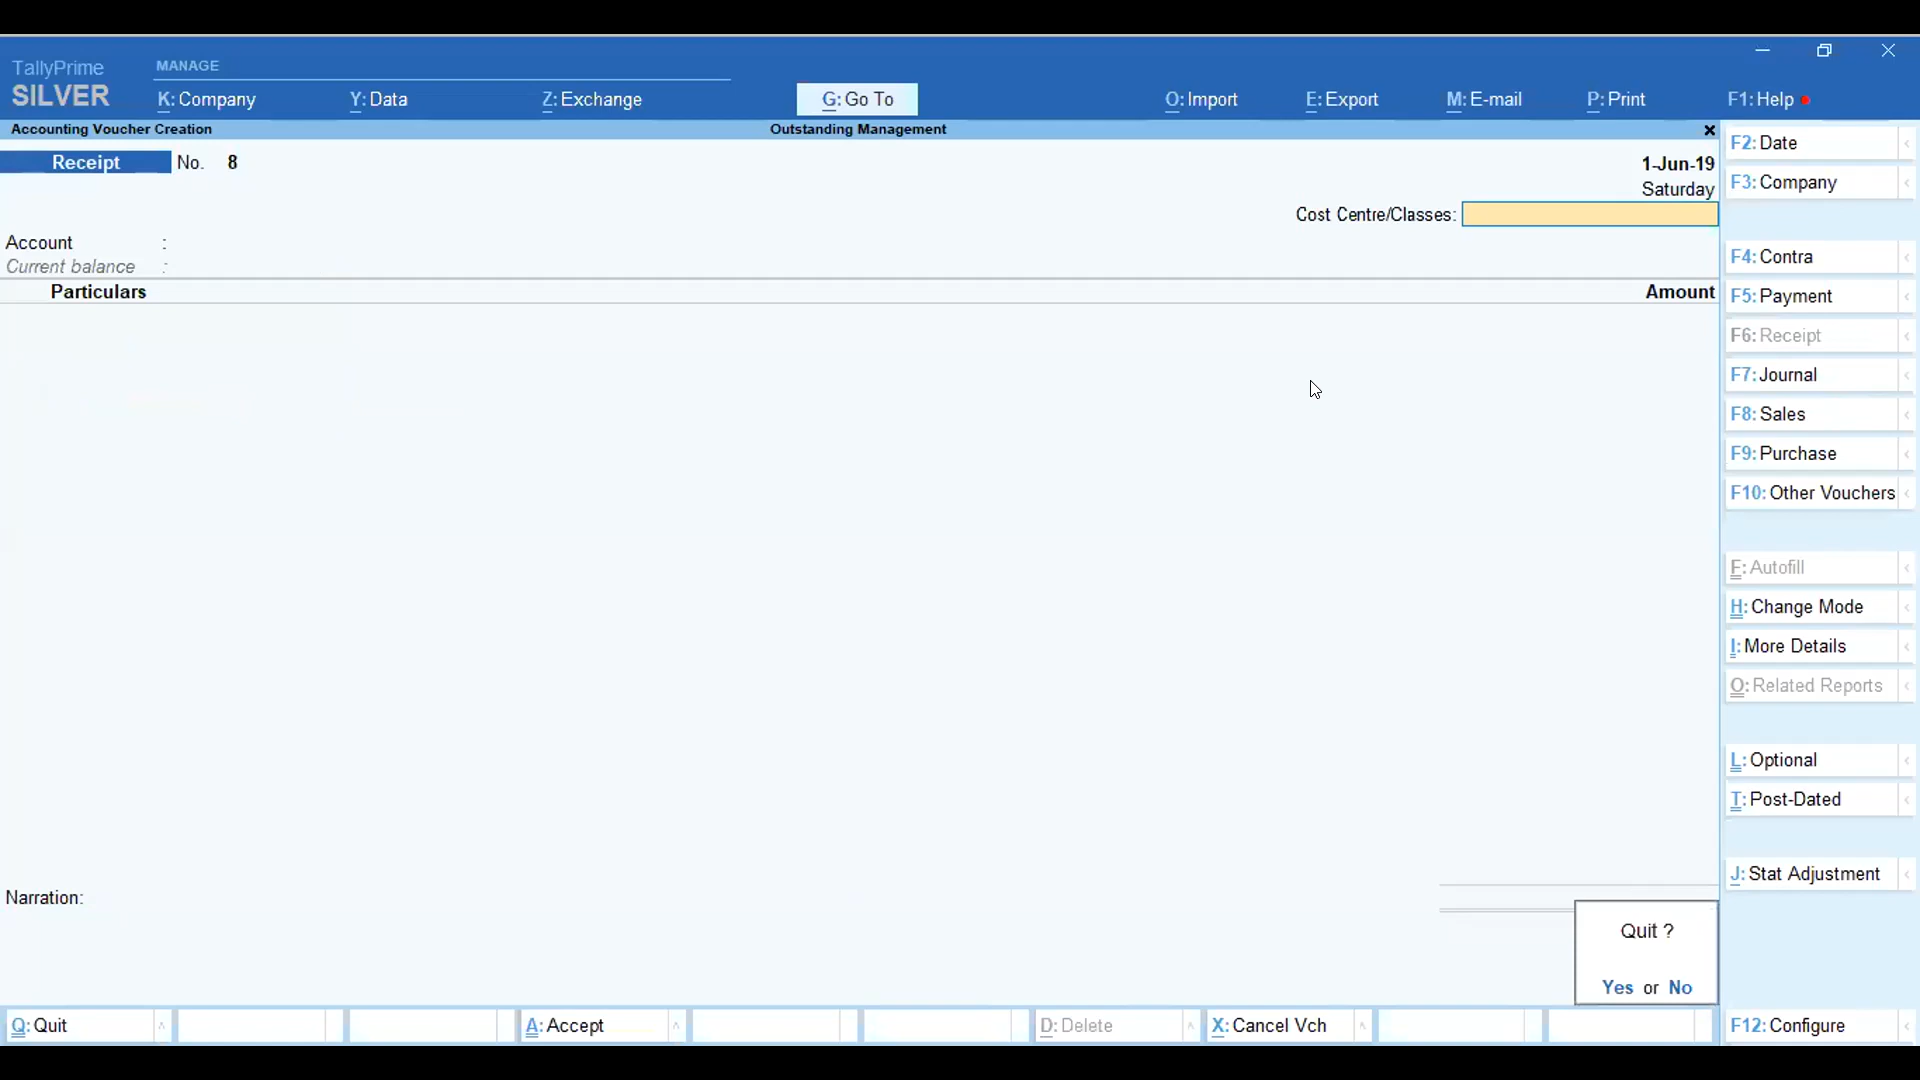 TallyPrime
SILVER
MANAGE
K: Company
Y: Data
Z: Exchange
G: Go To
O: Import
E: Export
M: E-mail
P: Print
F1: Help
Accounting Voucher Creation
Outstanding Management
Receipt No. 8
1-Jun-19
Saturday
Cost Centre/Classes:
Account :
Current balance :
Particulars
Amount
Narration:
Quit ?
Yes or No
F2: Date
F3: Company
F4: Contra
F5: Payment
F6: Receipt
F7: Journal
F8: Sales
F9: Purchase
F10: Other Vouchers
F: Autofill
H: Change Mode
I: More Details
O: Related Reports
L: Optional
T: Post-Dated
J: Stat Adjustment
Q: Quit
A: Accept
D: Delete
X: Cancel Vch
F12: Configure